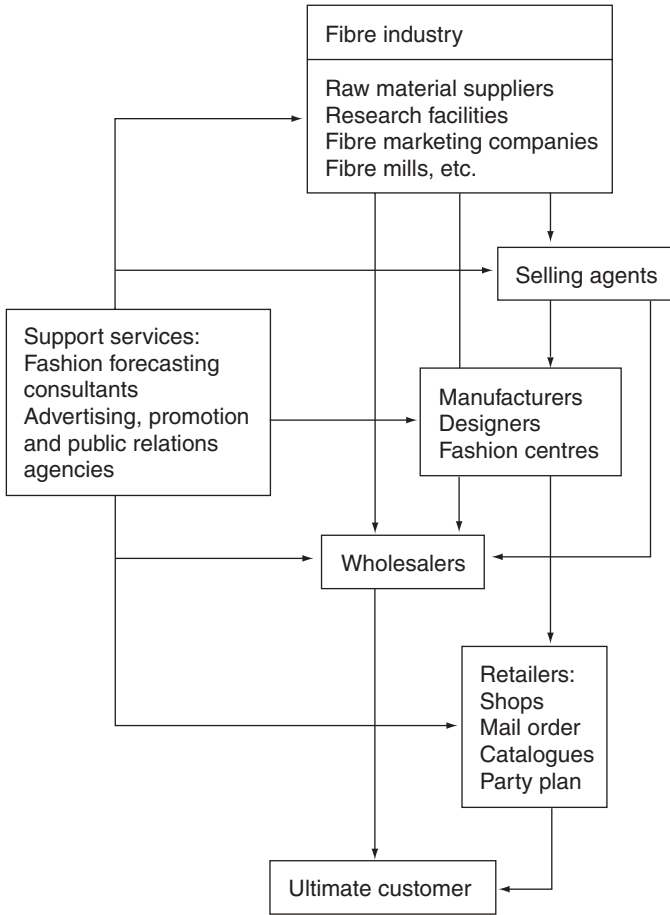 Fibre industry
Raw material suppliers
Research facilities
Fibre marketing companies
Fibre mills, etc.
Selling agents
Support services:
Fashion forecasting
consultants
Advertising, promotion
and public relations
agencies
Manufacturers
Designers
Fashion centres
Wholesalers
Retailers:
Shops
Mail order
Catalogues
Party plan
Ultimate customer